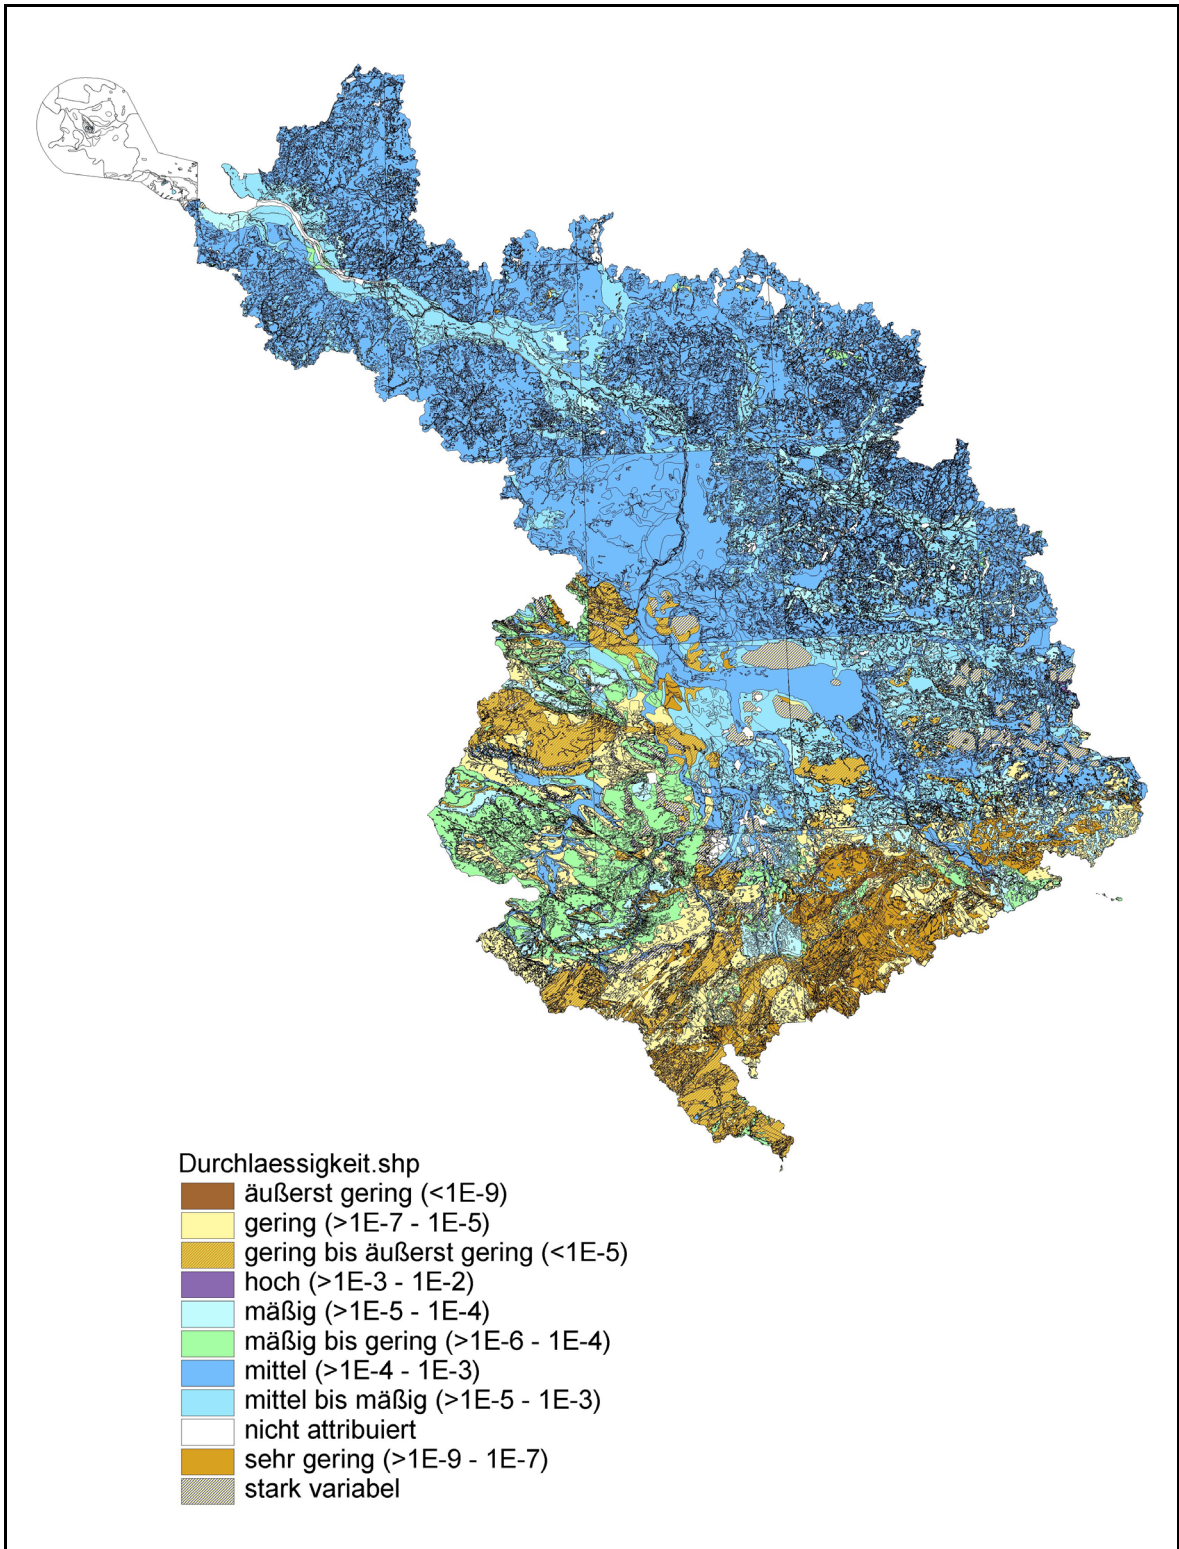 Durchlaessigkeit.shp
äußerst gering (<1E-9)
gering (>1E-7 - 1E-5)
gering bis äußerst gering (<1E-5)
hoch (>1E-3 - 1E-2)
mäßig (>1E-5 - 1E-4)
mäßig bis gering (>1E-6 - 1E-4)
mittel (>1E-4 - 1E-3)
mittel bis mäßig (>1E-5 - 1E-3)
nicht attribuiert
sehr gering (>1E-9 - 1E-7)
stark variabel